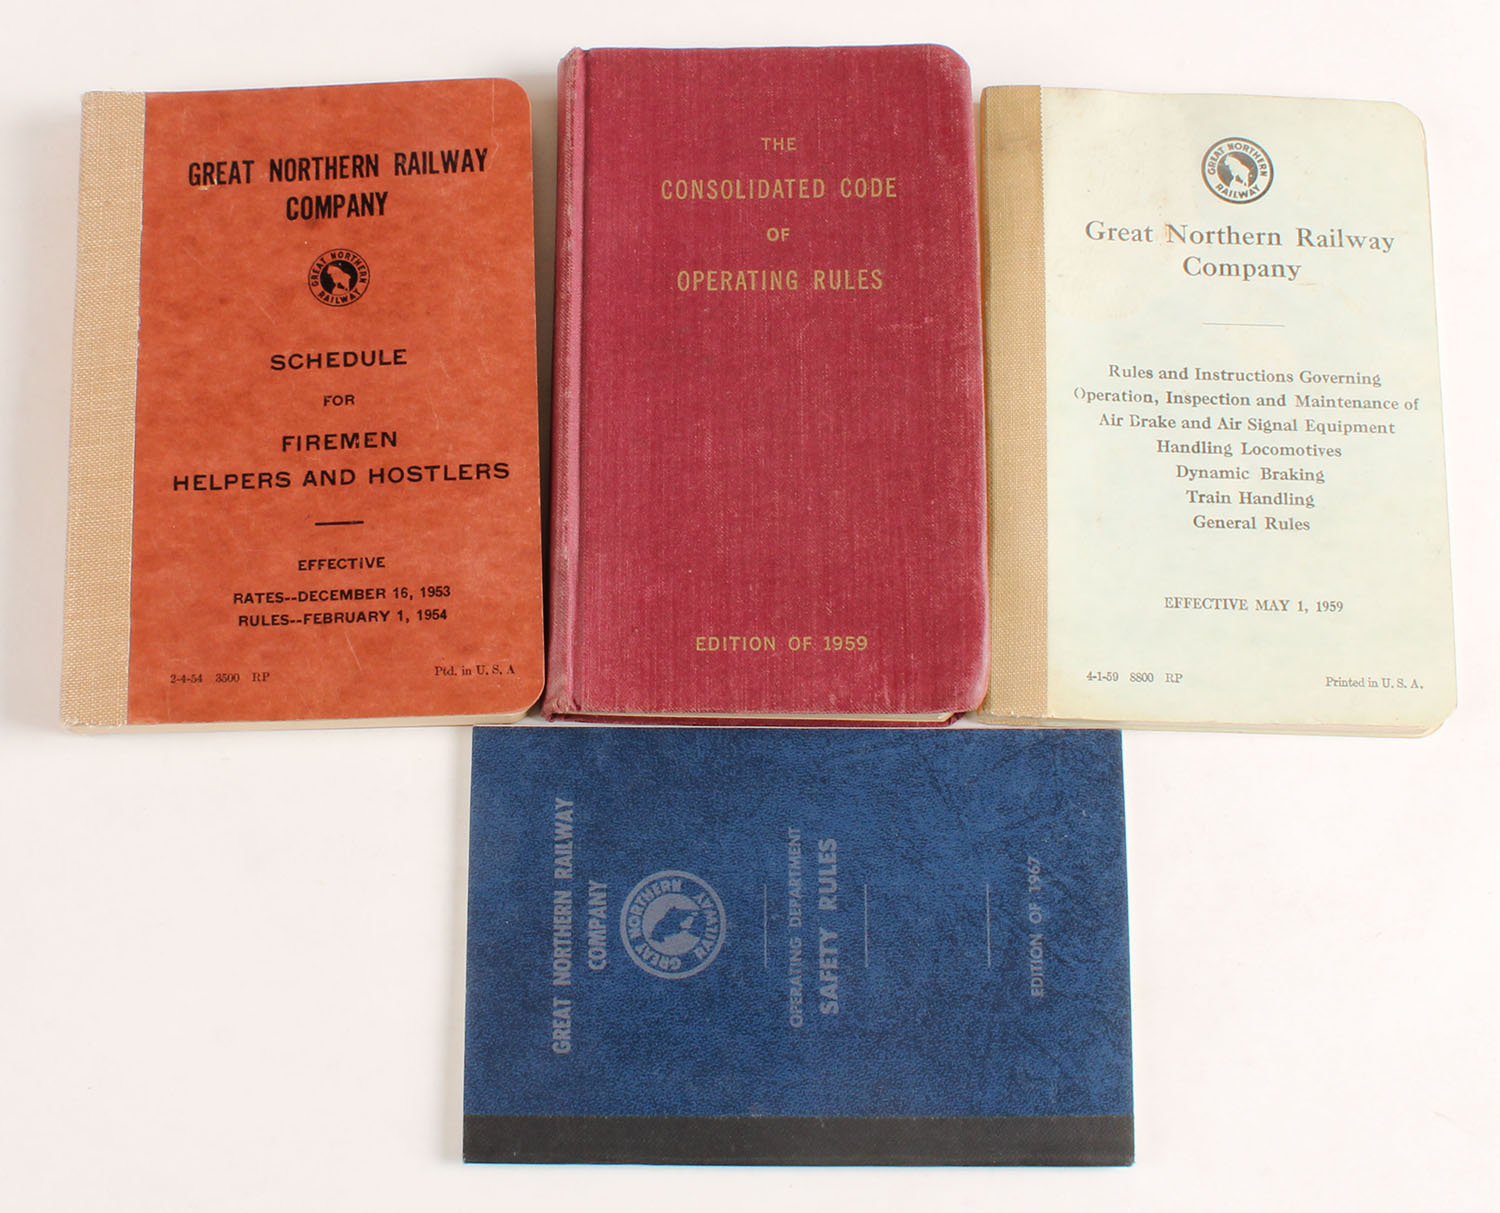 GREAT NORTHERN RAILWAY
COMPANY
GREAT NORTHERN RAILWAY
SCHEDULE
FOR
FIREMEN
HELPERS AND HOSTLERS
EFFECTIVE
RATES--DECEMBER 16, 1953
RULES--FEBRUARY 1, 1954
2-4-54 3500 RP
Ptd. in U. S. A
THE
CONSOLIDATED CODE
OF
OPERATING RULES
EDITION OF 1959
GREAT NORTHERN RAILWAY
Great Northern Railway
Company
Rules and Instructions Governing
Operation, Inspection and Maintenance of
Air Brake and Air Signal Equipment
Handling Locomotives
Dynamic Braking
Train Handling
General Rules
EFFECTIVE MAY 1, 1959
4-1-59 8800 RP
Printed in U. S. A.
GREAT NORTHERN RAILWAY
COMPANY
GREAT NORTHERN RAILWAY
OPERATING DEPARTMENT
SAFETY RULES
EDITION OF 1967